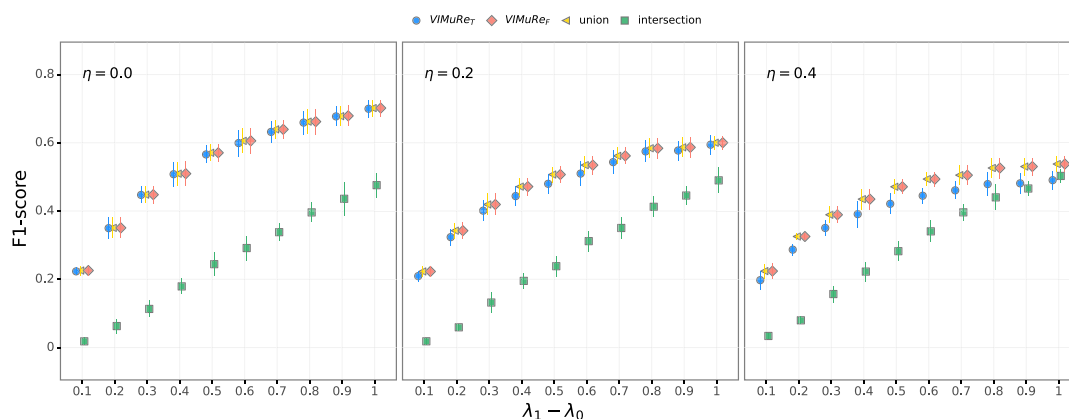 VIMuRe_T VIMuRe_F union intersection
F1-score
0.8
0.6
0.4
0.2
0
η = 0.0
η = 0.2
η = 0.4
0.1 0.2 0.3 0.4 0.5 0.6 0.7 0.8 0.9 1
0.1 0.2 0.3 0.4 0.5 0.6 0.7 0.8 0.9 1
0.1 0.2 0.3 0.4 0.5 0.6 0.7 0.8 0.9 1
λ₁ − λ₀